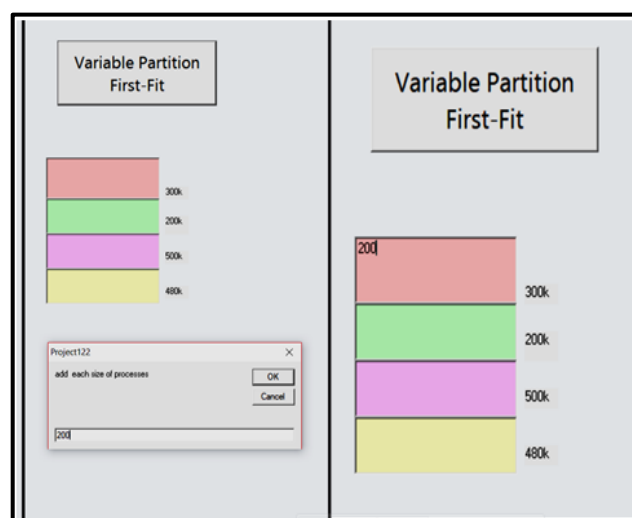 Variable Partition
First-Fit
300k
200k
500k
480k
Project122
add each size of processes
OK
Cancel
200
Variable Partition
First-Fit
200
300k
200k
500k
480k